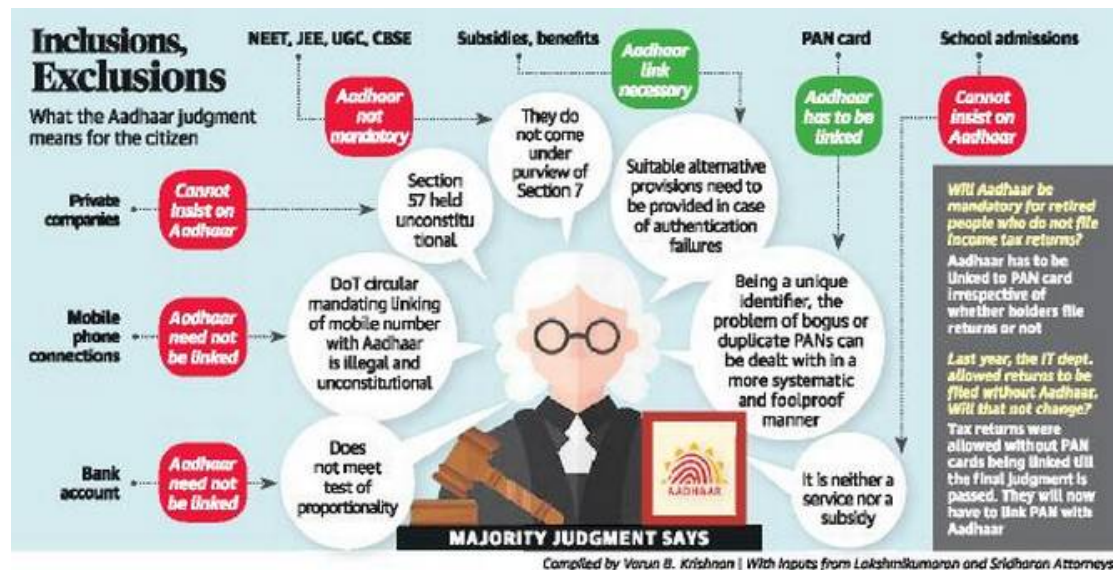 Inclusions,
Exclusions
What the Aadhaar judgment
means for the citizen
NEET, JEE, UGC, CBSE
Aadhaar
not
mandatory
They do
not come
under
purview of
Section 7
Subsidies, benefits
Aadhaar
link
necessary
Suitable alternative
provisions need to
be provided in case
of authentication
failures
PAN card
Aadhaar
has to be
linked
Being a unique
identifier, the
problem of bogus or
duplicate PANs can
be dealt with in a
more systematic
and foolproof
manner
School admissions
Cannot
insist on
Aadhaar
It is neither a
service nor a
subsidy
Private
companies
Cannot
insist on
Aadhaar
Section
57 held
unconstitu
tional
Mobile
phone
connections
Aadhaar
need not
be linked
DoT circular
mandating linking
of mobile number
with Aadhaar
is illegal and
unconstitutional
Bank
account
Aadhaar
need not
be linked
Does
not meet
test of
proportionality
AADHAAR
MAJORITY JUDGMENT SAYS
Will Aadhaar be
mandatory for retired
people who do not file
income tax returns?
Aadhaar has to be
linked to PAN card
irrespective of
whether holders file
returns or not
Last year, the IT dept.
allowed returns to be
filed without Aadhaar.
Will that not change?
Tax returns were
allowed without PAN
cards being linked till
the final judgment is
passed. They will now
have to link PAN with
Aadhaar
Compiled by Varun B. Krishnan | With inputs from Lakshmikumaran and Sridharan Attorneys